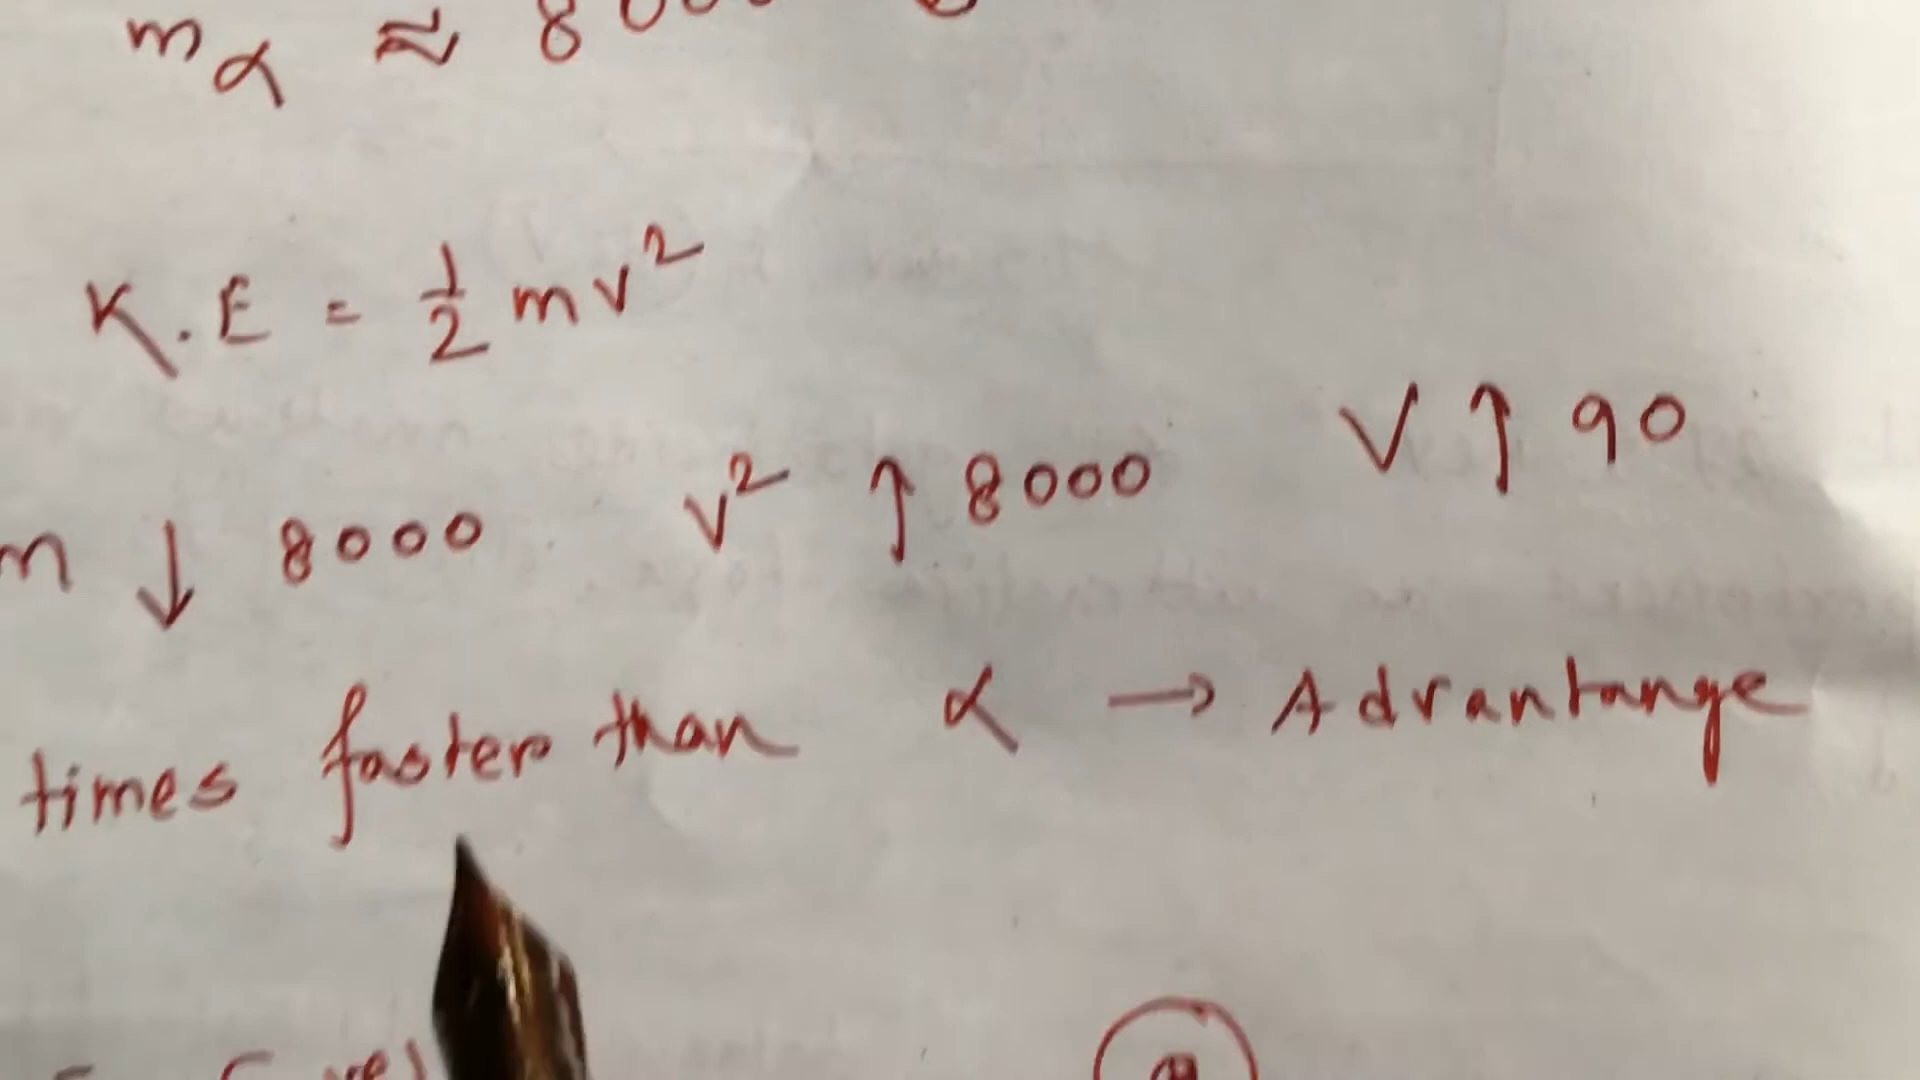 mα ≈ 8000
K.E = 1/2 mv²
m ↓ 8000 v² ↑ 8000 V ↑ 90
times faster than α → Advantange